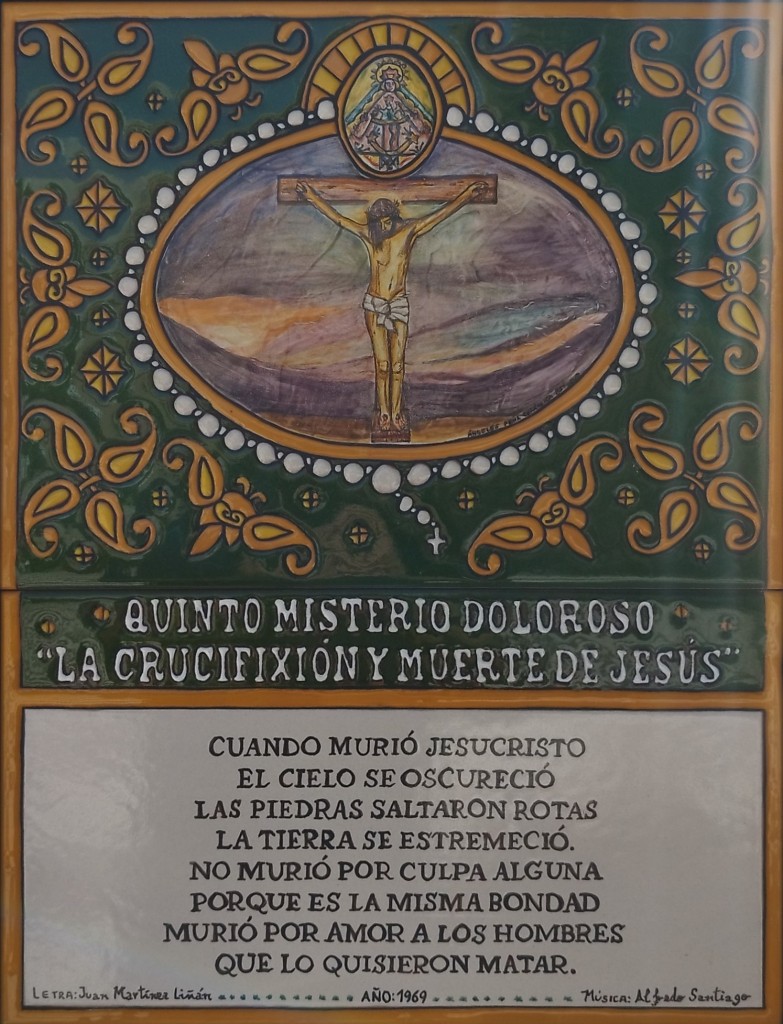 QUINTO MISTERIO DOLOROSO
"LA CRUCIFIXIÓN Y MUERTE DE JESÚS"
CUANDO MURIÓ JESUCRISTO
EL CIELO SE OSCURECIÓ
LAS PIEDRAS SALTARON ROTAS
LA TIERRA SE ESTREMECIÓ.
NO MURIÓ POR CULPA ALGUNA
PORQUE ES LA MISMA BONDAD
MURIÓ POR AMOR A LOS HOMBRES
QUE LO QUISIERON MATAR.
LETRA: Juan Martínez Liñán AÑO: 1969 Música: Alfredo Santiago